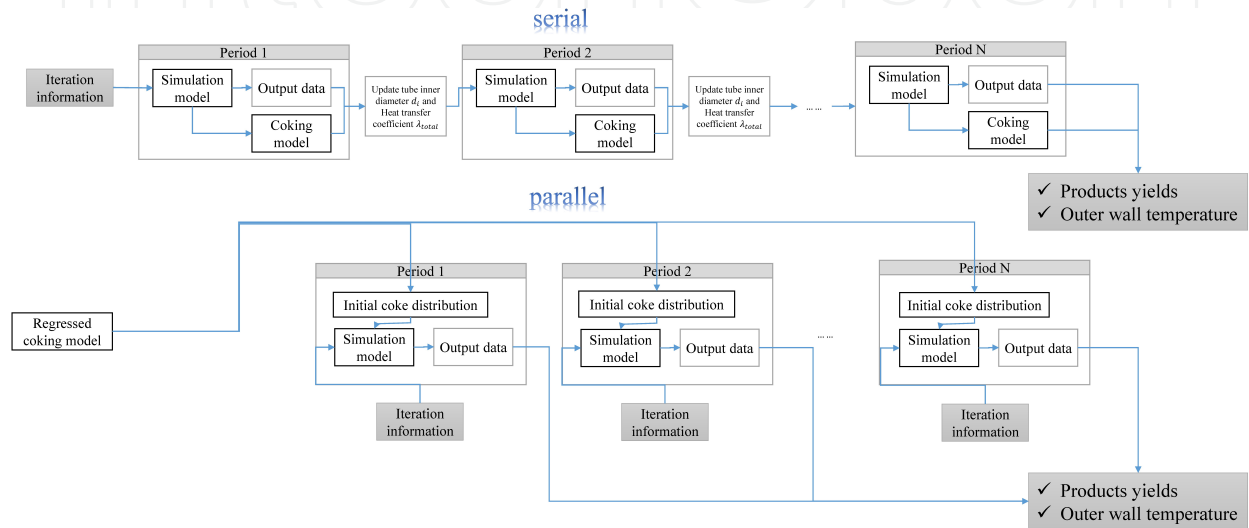 serial
Period 1
Iteration
information
Simulation
model
Output data
Coking
model
Update tube inner
diameter d_i and
Heat transfer
coefficient λ_total
Period 2
Simulation
model
Output data
Coking
model
Update tube inner
diameter d_i and
Heat transfer
coefficient λ_total
... ...
Period N
Simulation
model
Output data
Coking
model
✓ Products yields
✓ Outer wall temperature
parallel
Regressed
coking model
Period 1
Initial coke distribution
Simulation
model
Output data
Iteration
information
Period 2
Initial coke distribution
Simulation
model
Output data
Iteration
information
... ...
Period N
Initial coke distribution
Simulation
model
Output data
Iteration
information
✓ Products yields
✓ Outer wall temperature